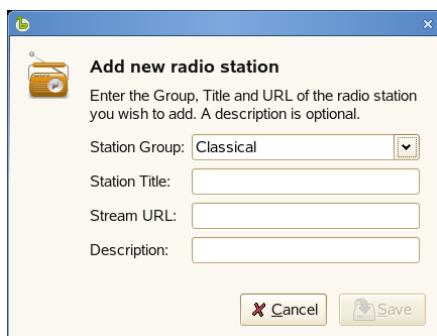 Add new radio station
Enter the Group, Title and URL of the radio station
you wish to add. A description is optional.
Station Group: Classical
Station Title:
Stream URL:
Description:
Cancel Save